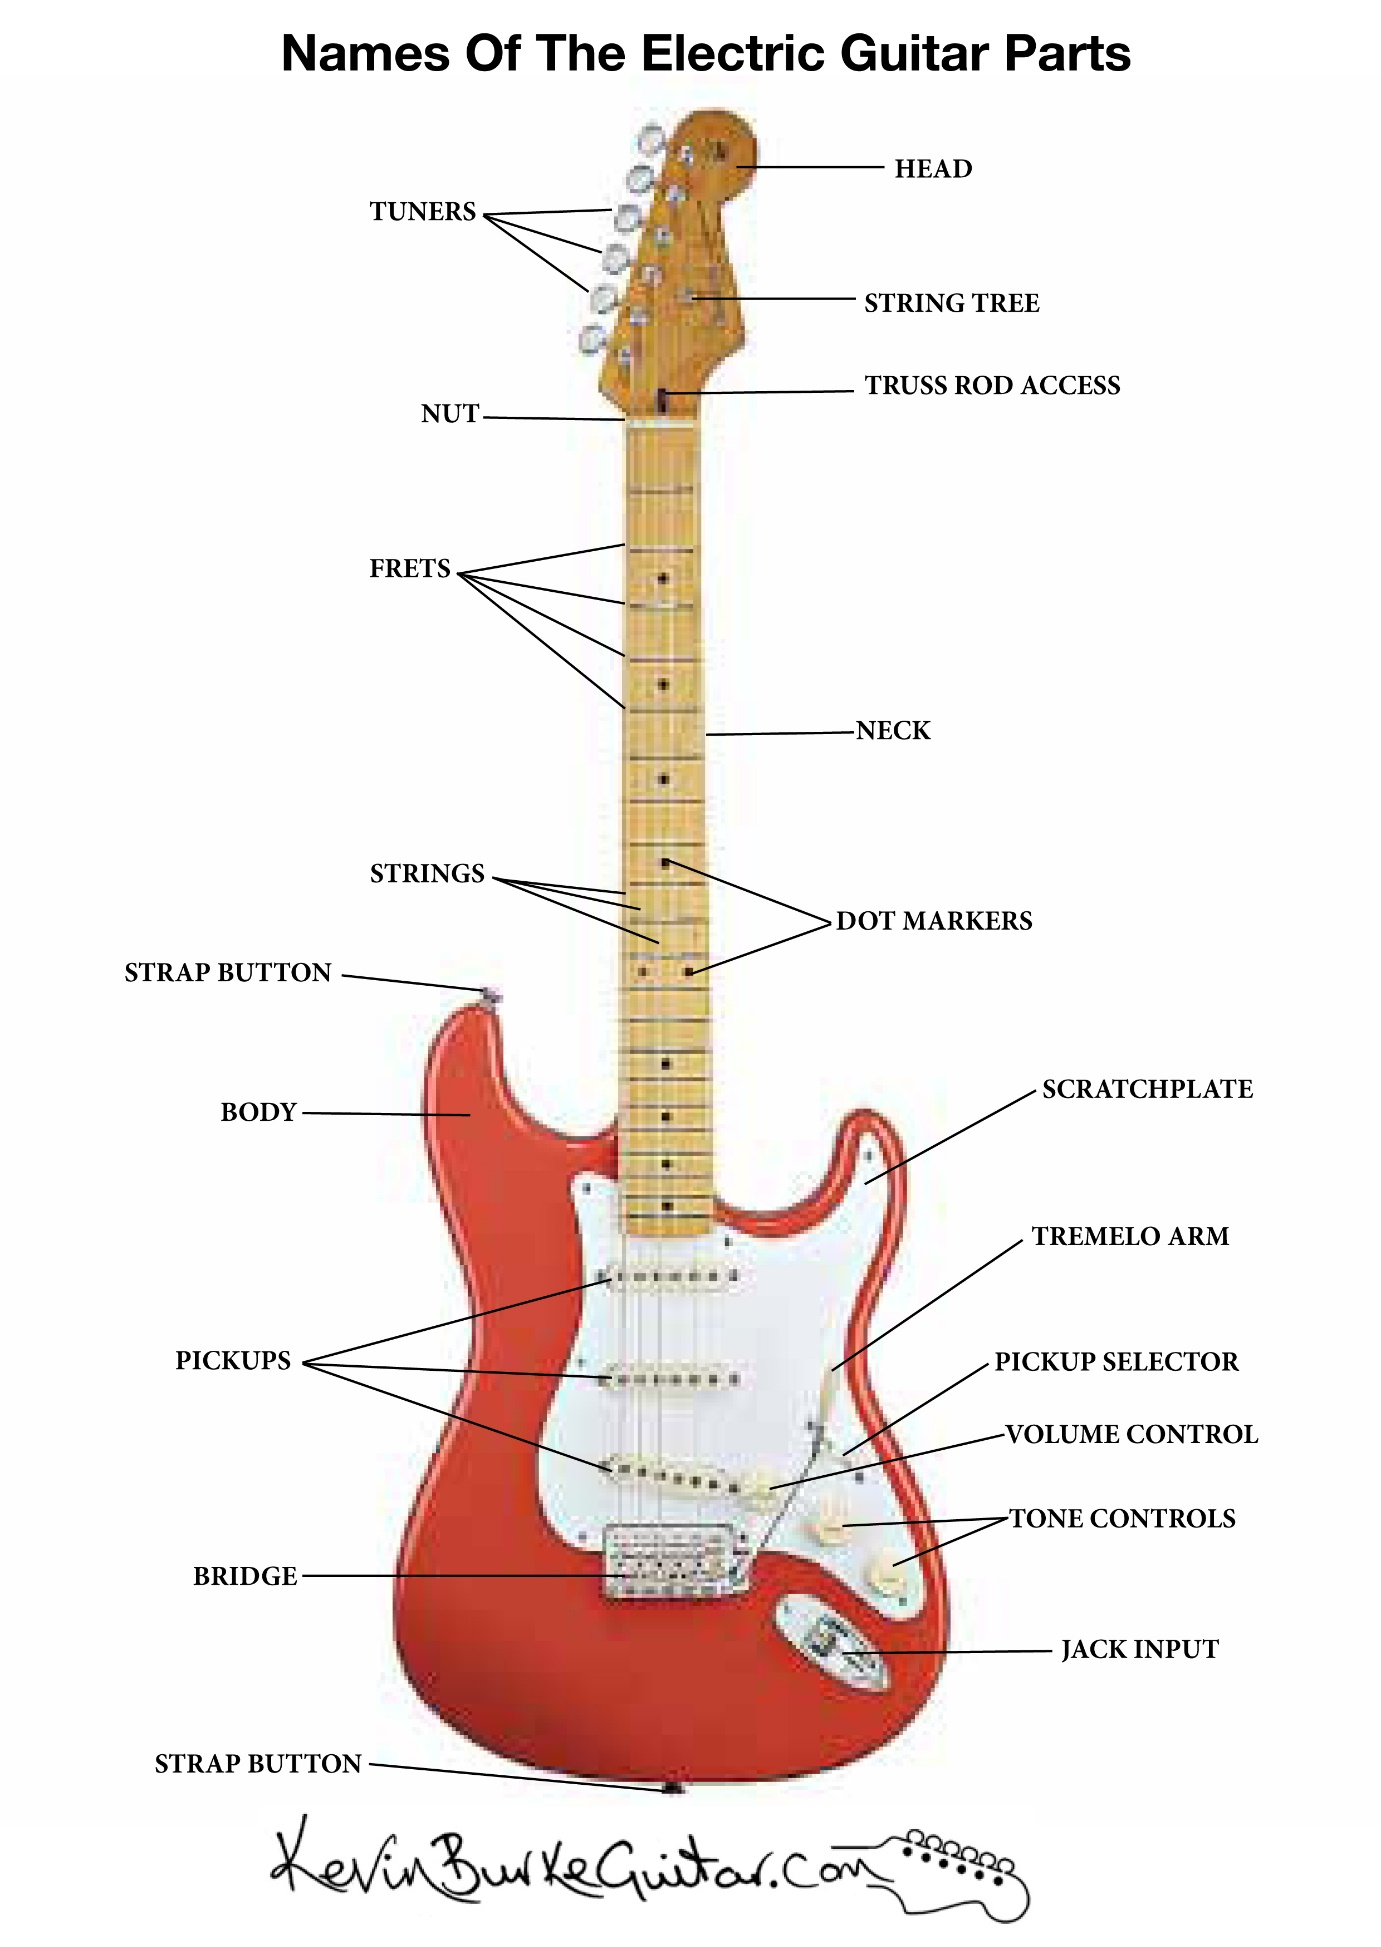 Names Of The Electric Guitar Parts
HEAD
TUNERS
STRING TREE
TRUSS ROD ACCESS
NUT
FRETS
NECK
STRINGS
DOT MARKERS
STRAP BUTTON
SCRATCHPLATE
BODY
TREMELO ARM
PICKUPS
PICKUP SELECTOR
VOLUME CONTROL
TONE CONTROLS
BRIDGE
JACK INPUT
STRAP BUTTON
KevinBurkeGuitar.com